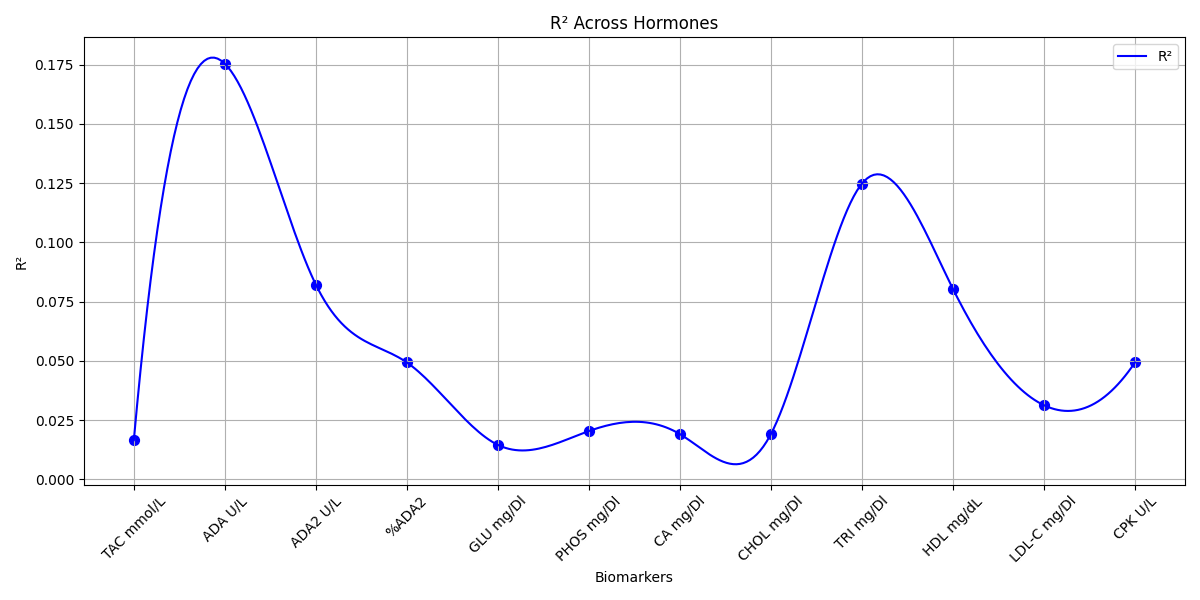 R² Across Hormones
R²
0.175
0.150
0.125
0.100
0.075
0.050
0.025
0.000
R²
TAC mmol/L
ADA U/L
ADA2 U/L
%ADA2
GLU mg/Dl
PHOS mg/Dl
CA mg/Dl
CHOL mg/Dl
TRI mg/Dl
HDL mg/dL
LDL-C mg/Dl
CPK U/L
Biomarkers